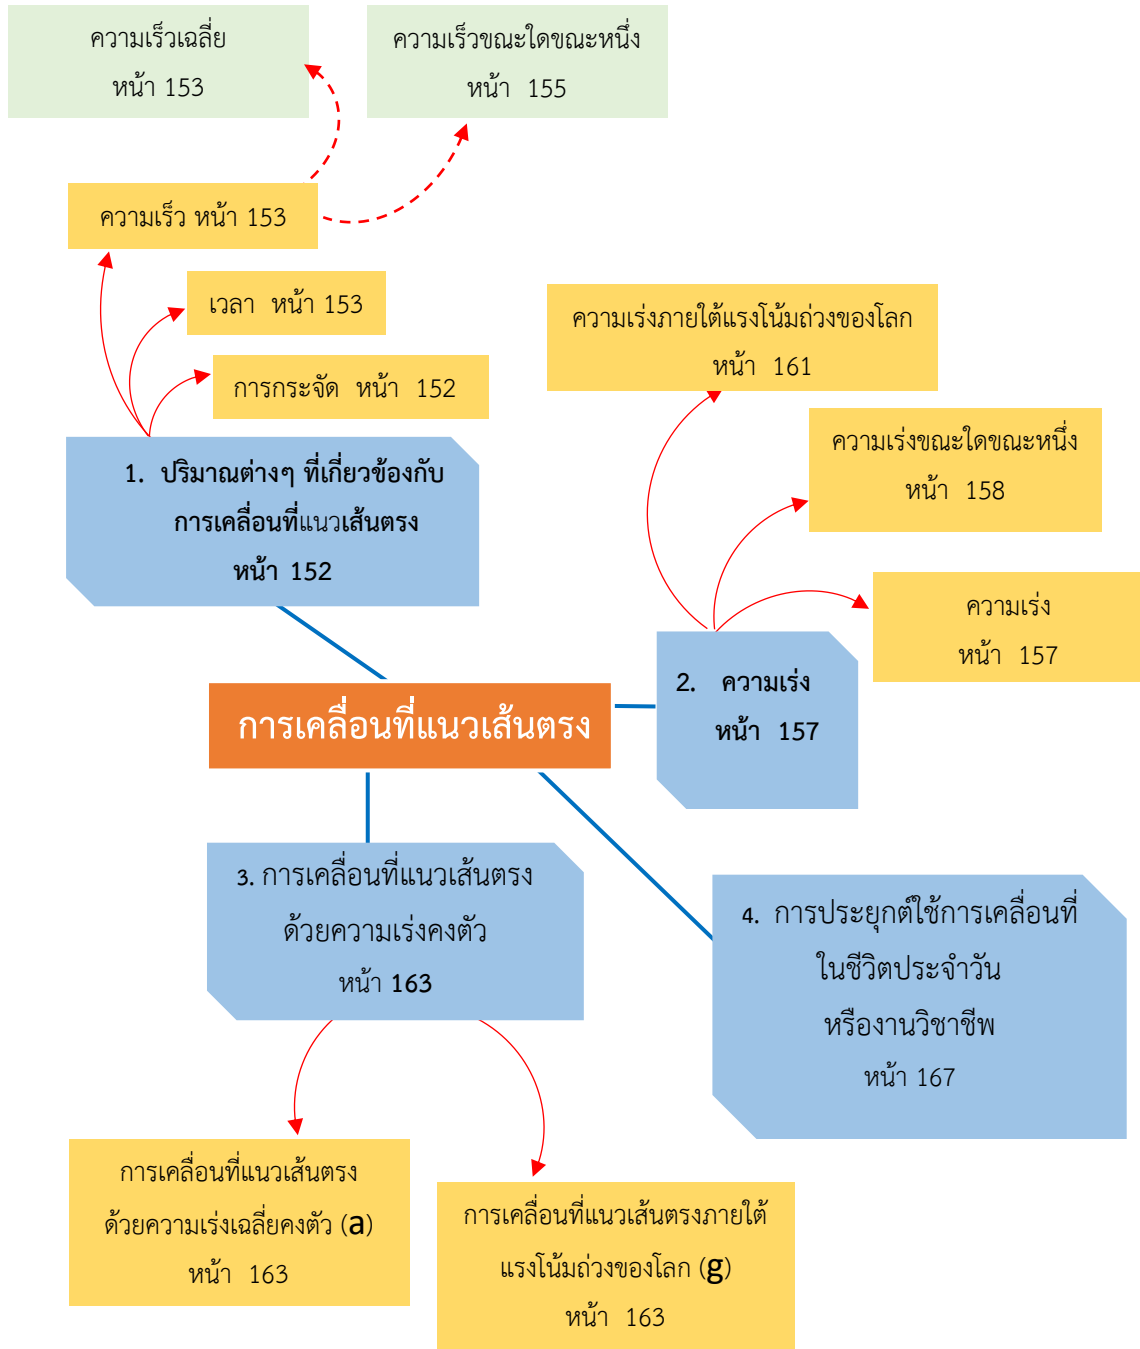 ความเร็วเฉลี่ย
หน้า 153
ความเร็วขณะใดขณะหนึ่ง
หน้า 155
ความเร็ว หน้า 153
เวลา หน้า 153
การกระจัด หน้า 152
1. ปริมาณต่างๆ ที่เกี่ยวข้องกับ
การเคลื่อนที่แนวเส้นตรง
หน้า 152
ความเร่งภายใต้แรงโน้มถ่วงของโลก
หน้า 161
ความเร่งขณะใดขณะหนึ่ง
หน้า 158
ความเร่ง
หน้า 157
2. ความเร่ง
หน้า 157
การเคลื่อนที่แนวเส้นตรง
3. การเคลื่อนที่แนวเส้นตรง
ด้วยความเร่งคงตัว
หน้า 163
4. การประยุกต์ใช้การเคลื่อนที่
ในชีวิตประจำวัน
หรืองานวิชาชีพ
หน้า 167
การเคลื่อนที่แนวเส้นตรง
ด้วยความเร่งเฉลี่ยคงตัว (a)
หน้า 163
การเคลื่อนที่แนวเส้นตรงภายใต้
แรงโน้มถ่วงของโลก (g)
หน้า 163